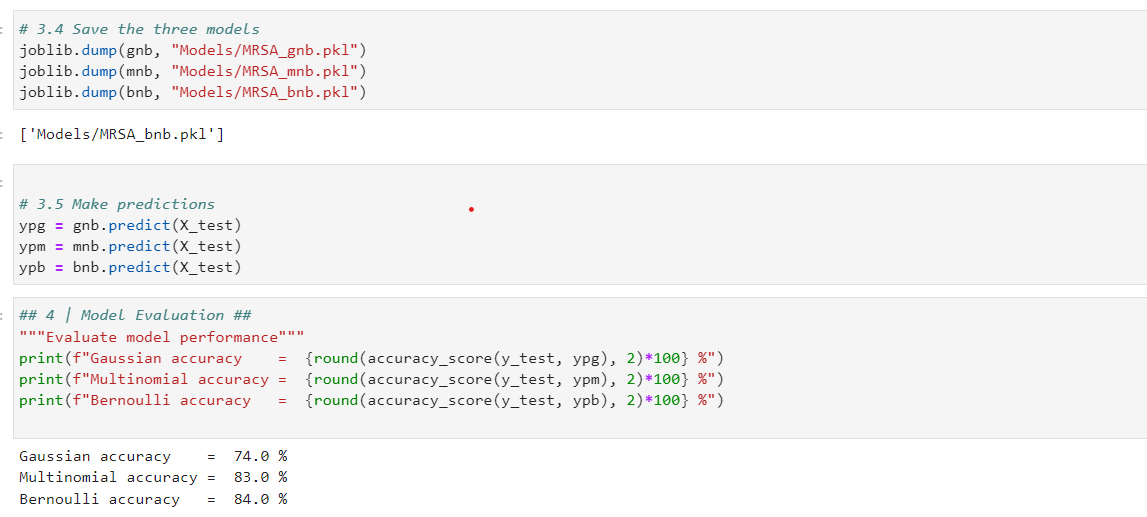 # 3.4 Save the three models
joblib.dump(gnb, "Models/MRSA_gnb.pkl")
joblib.dump(mnb, "Models/MRSA_mnb.pkl")
joblib.dump(bnb, "Models/MRSA_bnb.pkl")
['Models/MRSA_bnb.pkl']
# 3.5 Make predictions
ypg = gnb.predict(X_test)
ypm = mnb.predict(X_test)
ypb = bnb.predict(X_test)
## 4 | Model Evaluation ##
"""Evaluate model performance"""
print(f"Gaussian accuracy    =  {round(accuracy_score(y_test, ypg), 2)*100} %")
print(f"Multinomial accuracy =  {round(accuracy_score(y_test, ypm), 2)*100} %")
print(f"Bernoulli accuracy   =  {round(accuracy_score(y_test, ypb), 2)*100} %")
Gaussian accuracy    =  74.0 %
Multinomial accuracy =  83.0 %
Bernoulli accuracy   =  84.0 %